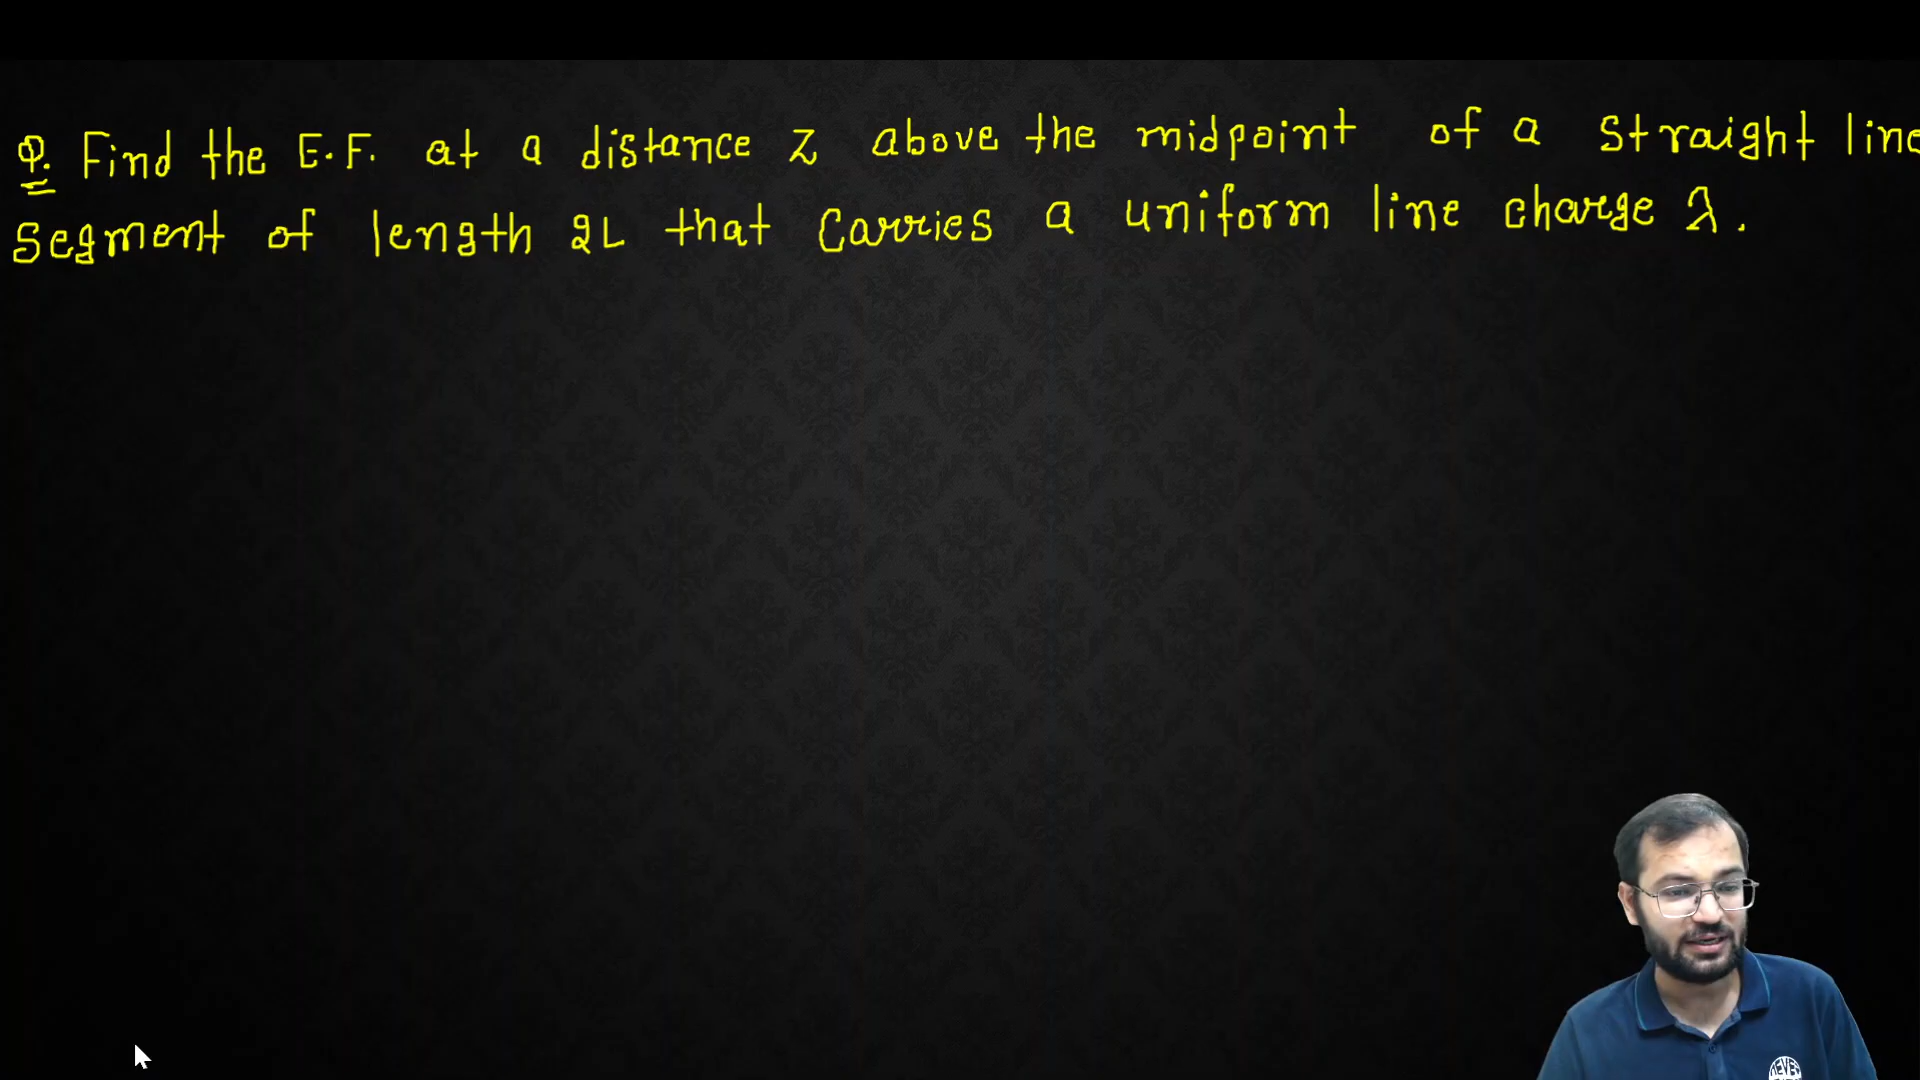 Q. Find the E.F. at a distance z above the midpoint of a straight line
segment of length 2L that carries a uniform line charge λ.